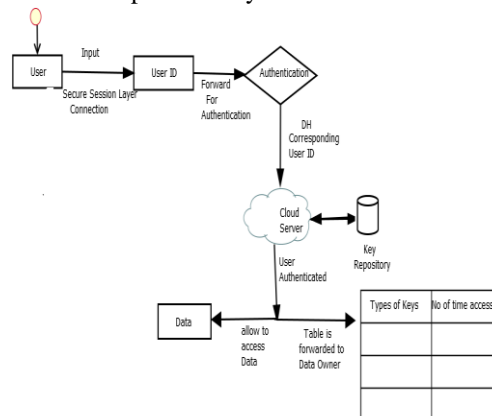 Input
User
User ID
Authentication
Secure Session Layer
Connection
Forward
For
Authentication
DH
Corresponding
User ID
Cloud
Server
Key
Repository
User
Authenticated
Types of Keys
No of time access
Data
allow to
access
Data
Table is
forwarded to
Data Owner